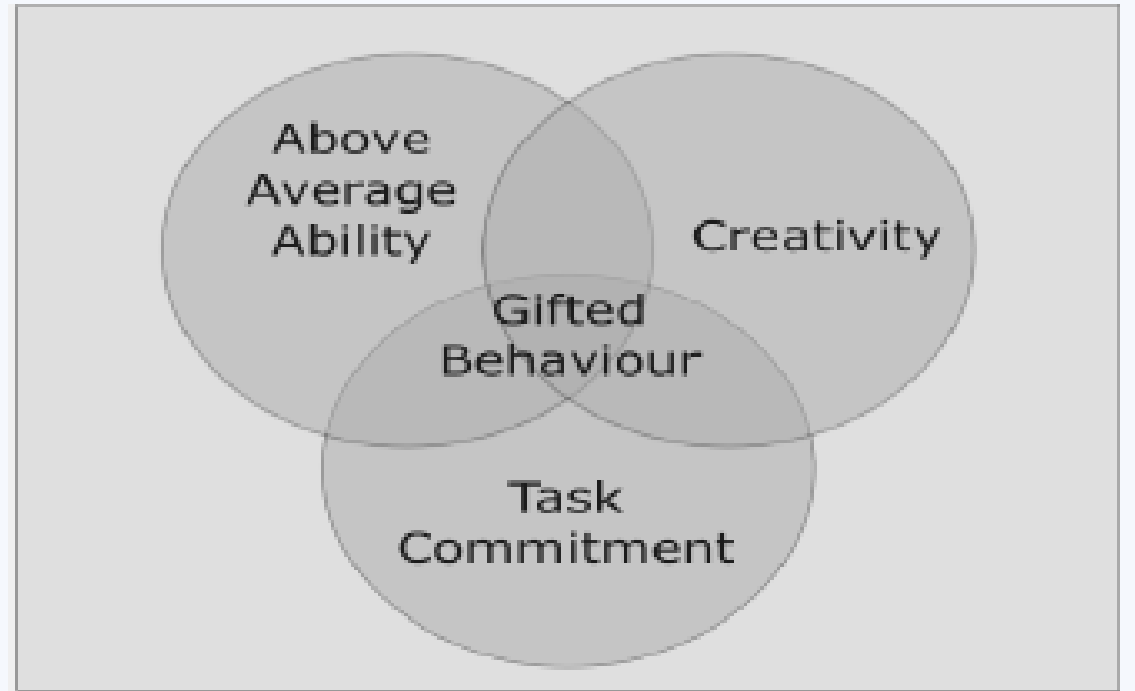 Above
Average
Ability
Creativity
Gifted
Behaviour
Task
Commitment